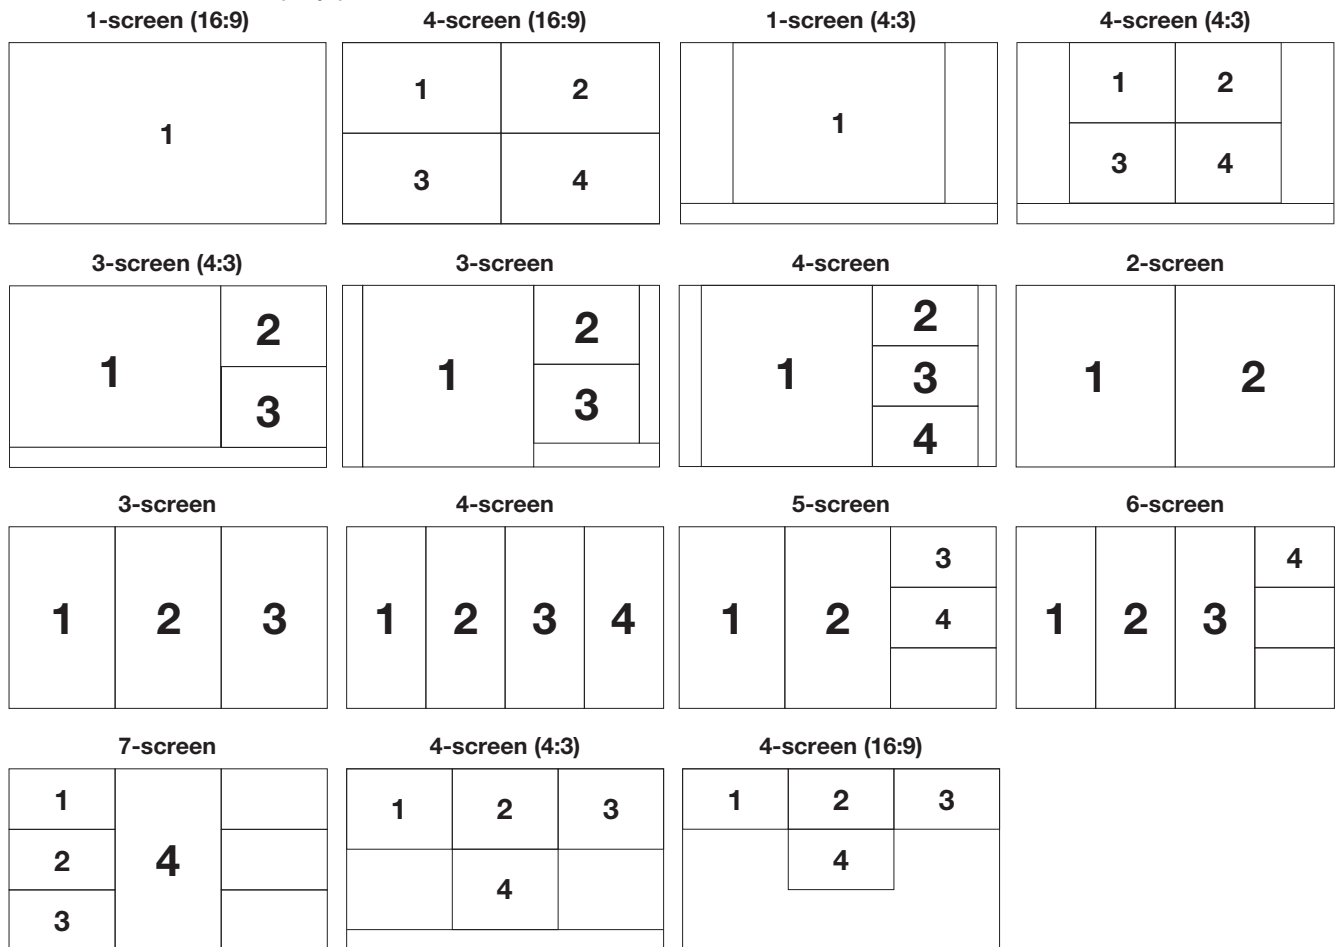 1-screen (16:9)
4-screen (16:9)
1-screen (4:3)
4-screen (4:3)
1
1 2
3 4
1
1 2
3 4
3-screen (4:3)
3-screen
4-screen
2-screen
1
2
3
1
2
3
1
2
3
4
1 2
3-screen
4-screen
5-screen
6-screen
1 2 3
1 2 3 4
1 2
3
4
1 2 3
4
7-screen
4-screen (4:3)
4-screen (16:9)
1
2
3
4
1 2 3
4
1 2 3
4